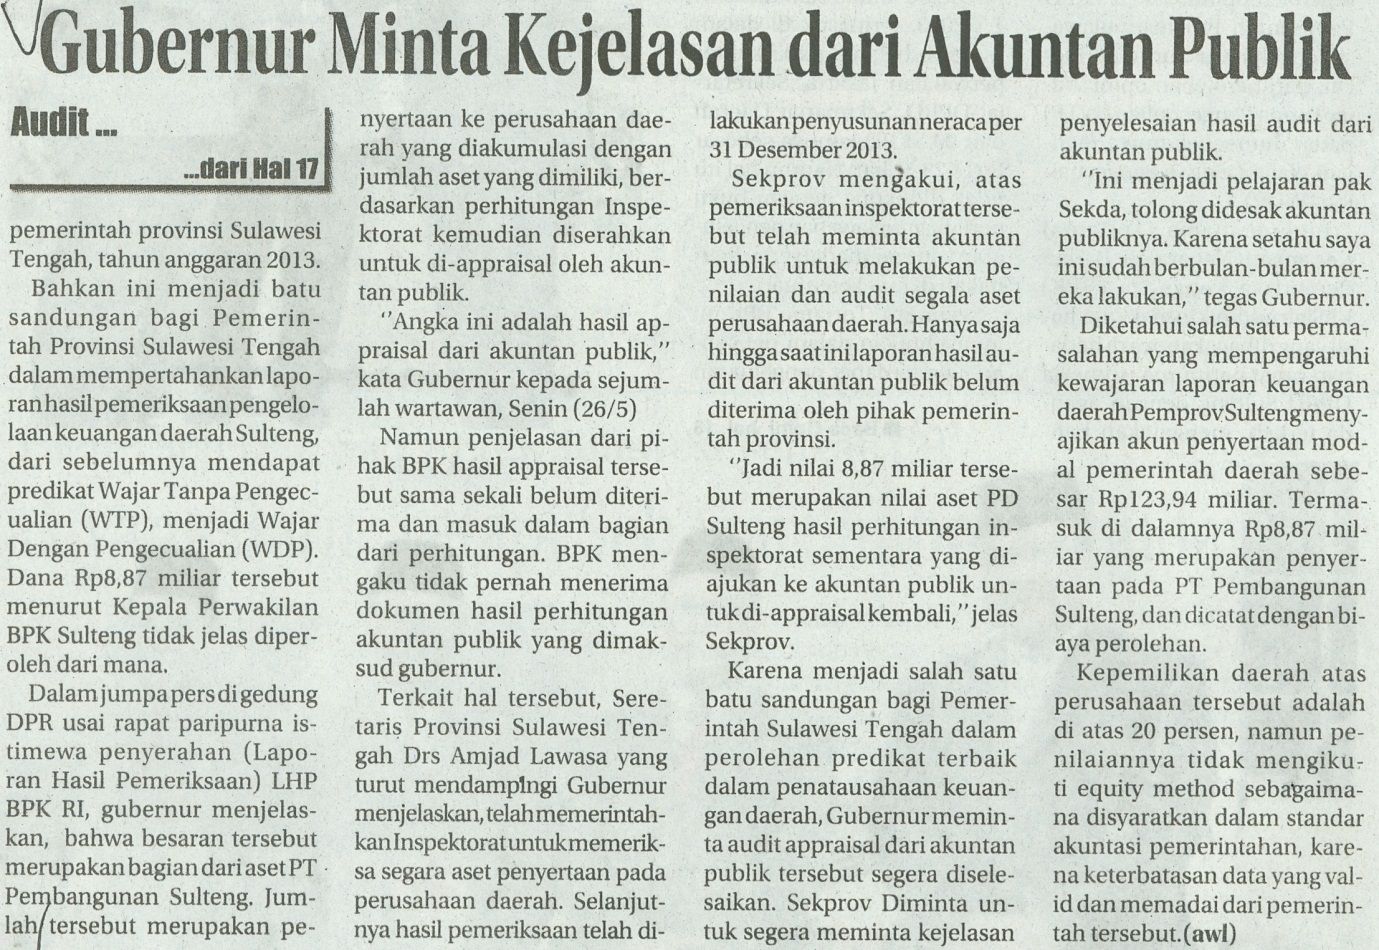 Gubernur Minta Kejelasan dari Akuntan Publik
Audit ...
...dari Hal 17
pemerintah provinsi Sulawesi
Tengah, tahun anggaran 2013.
Bahkan ini menjadi batu
sandungan bagi Pemerin-
tah Provinsi Sulawesi Tengah
dalam mempertahankan lapo-
ran hasil pemeriksaan pengelo-
laan keuangan daerah Sulteng,
dari sebelumnya mendapat
predikat Wajar Tanpa Pengec-
ualian (WTP), menjadi Wajar
Dengan Pengecualian (WDP).
Dana Rp8,87 miliar tersebut
menurut Kepala Perwakilan
BPK Sulteng tidak jelas diper-
oleh dari mana.
Dalam jumpa pers di gedung
DPR usai rapat paripurna is-
timewa penyerahan (Lapo-
ran Hasil Pemeriksaan) LHP
BPK RI, gubernur menjelas-
kan, bahwa besaran tersebut
merupakan bagian dari aset PT
Pembangunan Sulteng. Jum-
lah tersebut merupakan pe-
nyertaan ke perusahaan dae-
rah yang diakumulasi dengan
jumlah aset yang dimiliki, ber-
dasarkan perhitungan Inspe-
ktorat kemudian diserahkan
untuk di-appraisal oleh akun-
tan publik.
''Angka ini adalah hasil ap-
praisal dari akuntan publik,''
kata Gubernur kepada sejum-
lah wartawan, Senin (26/5)
Namun penjelasan dari pi-
hak BPK hasil appraisal terse-
but sama sekali belum diteri-
ma dan masuk dalam bagian
dari perhitungan. BPK men-
gaku tidak pernah menerima
dokumen hasil perhitungan
akuntan publik yang dimak-
sud gubernur.
Terkait hal tersebut, Sere-
taris Provinsi Sulawesi Ten-
gah Drs Amjad Lawasa yang
turut mendampingi Gubernur
menjelaskan, telah memerintah-
kan Inspektorat untuk memerik-
sa segara aset penyertaan pada
perusahaan daerah. Selanjut-
nya hasil pemeriksaan telah di-
lakukan penyusunan neraca per
31 Desember 2013.
Sekprov mengakui, atas
pemeriksaan inspektorat terse-
but telah meminta akuntan
publik untuk melakukan pe-
nilaian dan audit segala aset
perusahaan daerah. Hanya saja
hingga saat ini laporan hasil au-
dit dari akuntan publik belum
diterima oleh pihak pemerin-
tah provinsi.
''Jadi nilai 8,87 miliar terse-
but merupakan nilai aset PD
Sulteng hasil perhitungan in-
spektorat sementara yang di-
ajukan ke akuntan publik un-
tuk di-appraisal kembali,'' jelas
Sekprov.
Karena menjadi salah satu
batu sandungan bagi Pemer-
intah Sulawesi Tengah dalam
perolehan predikat terbaik
dalam penatausahaan keuan-
gan daerah, Gubernur memin-
ta audit appraisal dari akuntan
publik tersebut segera disele-
saikan. Sekprov Diminta un-
tuk segera meminta kejelasan
penyelesaian hasil audit dari
akuntan publik.
''Ini menjadi pelajaran pak
Sekda, tolong didesak akuntan
publiknya. Karena setahu saya
ini sudah berbulan-bulan mer-
eka lakukan,'' tegas Gubernur.
Diketahui salah satu perma-
salahan yang mempengaruhi
kewajaran laporan keuangan
daerah Pemprov Sulteng meny-
ajikan akun penyertaan mod-
al pemerintah daerah sebe-
sar Rp123,94 miliar. Terma-
suk di dalamnya Rp8,87 mil-
iar yang merupakan penyer-
taan pada PT Pembangunan
Sulteng, dan dicatat dengan bi-
aya perolehan.
Kepemilikan daerah atas
perusahaan tersebut adalah
di atas 20 persen, namun pe-
nilaiannya tidak mengiku-
ti equity method sebagaima-
na disyaratkan dalam standar
akuntasi pemerintahan, kare-
na keterbatasan data yang val-
id dan memadai dari pemerin-
tah tersebut.(awl)